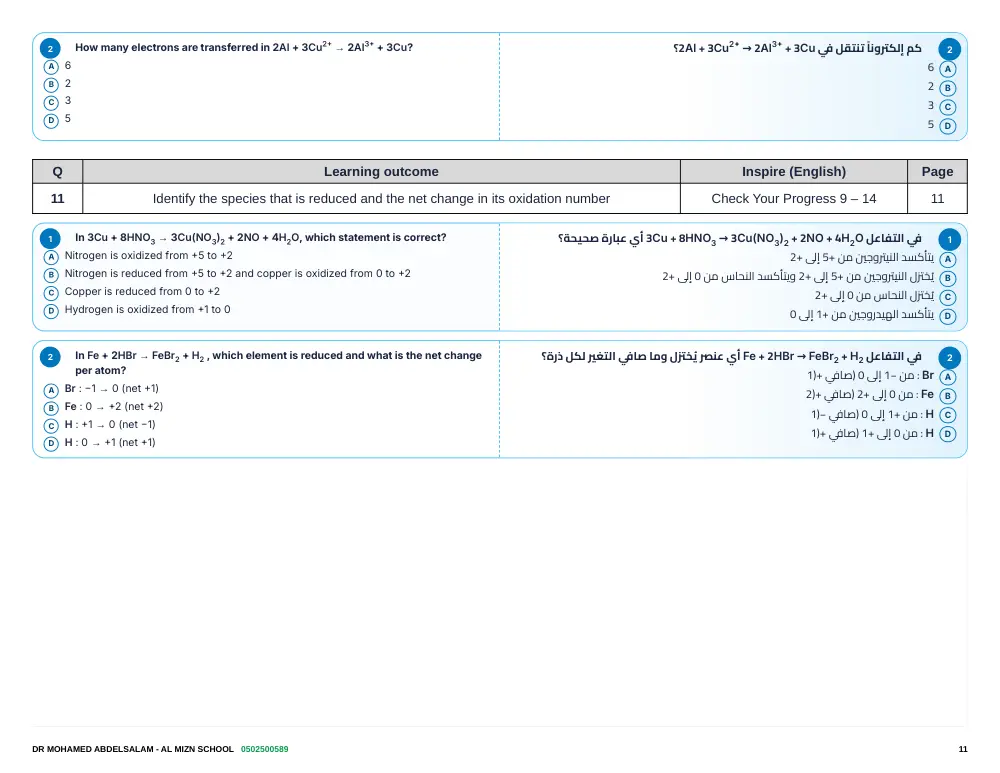 2 How many electrons are transferred in 2Al + 3Cu²⁺ → 2Al³⁺ + 3Cu?
A 6
B 2
C 3
D 5
2 كم إلكتروناً تنتقل في 2Al + 3Cu²⁺ → 2Al³⁺ + 3Cu؟
A 6
B 2
C 3
D 5
Q Learning outcome Inspire (English) Page
11 Identify the species that is reduced and the net change in its oxidation number Check Your Progress 9 – 14 11
1 In 3Cu + 8HNO₃ → 3Cu(NO₃)₂ + 2NO + 4H₂O, which statement is correct?
A Nitrogen is oxidized from +5 to +2
B Nitrogen is reduced from +5 to +2 and copper is oxidized from 0 to +2
C Copper is reduced from 0 to +2
D Hydrogen is oxidized from +1 to 0
1 في التفاعل 3Cu + 8HNO₃ → 3Cu(NO₃)₂ + 2NO + 4H₂O أي عبارة صحيحة؟
A يتأكسد النيتروجين من +5 إلى +2
B يُختزل النيتروجين من +5 إلى +2 ويتأكسد النحاس من 0 إلى +2
C يُختزل النحاس من 0 إلى +2
D يتأكسد الهيدروجين من +1 إلى 0
2 In Fe + 2HBr → FeBr₂ + H₂ , which element is reduced and what is the net change
per atom?
A Br : −1 → 0 (net +1)
B Fe : 0 → +2 (net +2)
C H : +1 → 0 (net −1)
D H : 0 → +1 (net +1)
2 في التفاعل Fe + 2HBr → FeBr₂ + H₂ أي عنصر يُختزل وما صافي التغير لكل ذرة؟
A Br : من −1 إلى 0 (صافي +1)
B Fe : من 0 إلى +2 (صافي +2)
C H : من +1 إلى 0 (صافي −1)
D H : من 0 إلى +1 (صافي +1)
DR MOHAMED ABDELSALAM - AL MIZN SCHOOL 0502500589 11